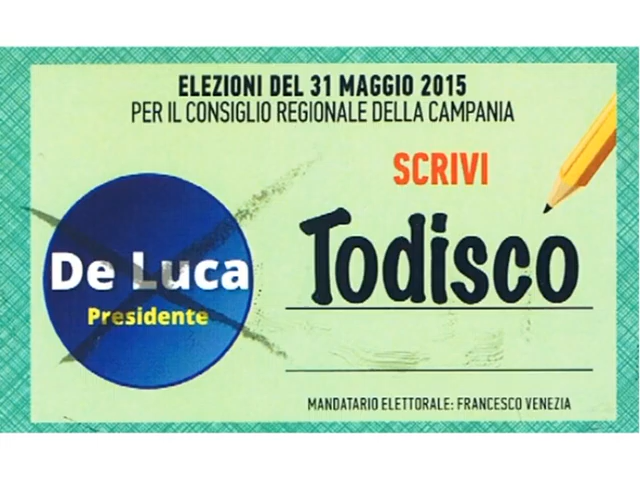 ELEZIONI DEL 31 MAGGIO 2015
PER IL CONSIGLIO REGIONALE DELLA CAMPANIA
SCRIVI
De Luca
Presidente
Todisco
MANDATARIO ELETTORALE: FRANCESCO VENEZIA